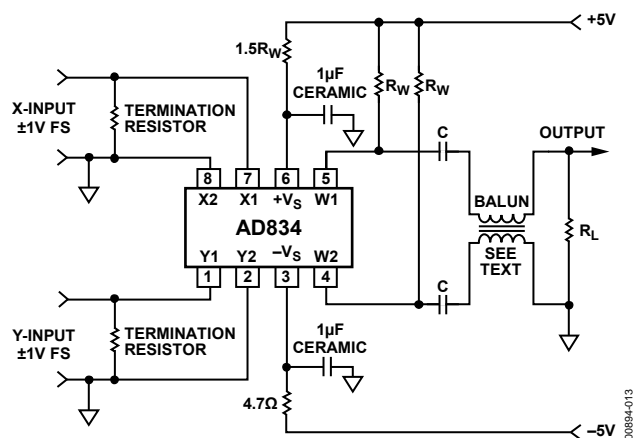 +5V
1.5RW
RW
RW
1µF
CERAMIC
X-INPUT
±1V FS
TERMINATION
RESISTOR
C
OUTPUT
8
7
6
5
X2
X1
+VS
W1
AD834
BALUN
SEE
TEXT
RL
Y1
Y2
–VS
W2
1
2
3
4
C
Y-INPUT
±1V FS
TERMINATION
RESISTOR
1µF
CERAMIC
4.7Ω
–5V
00894-013